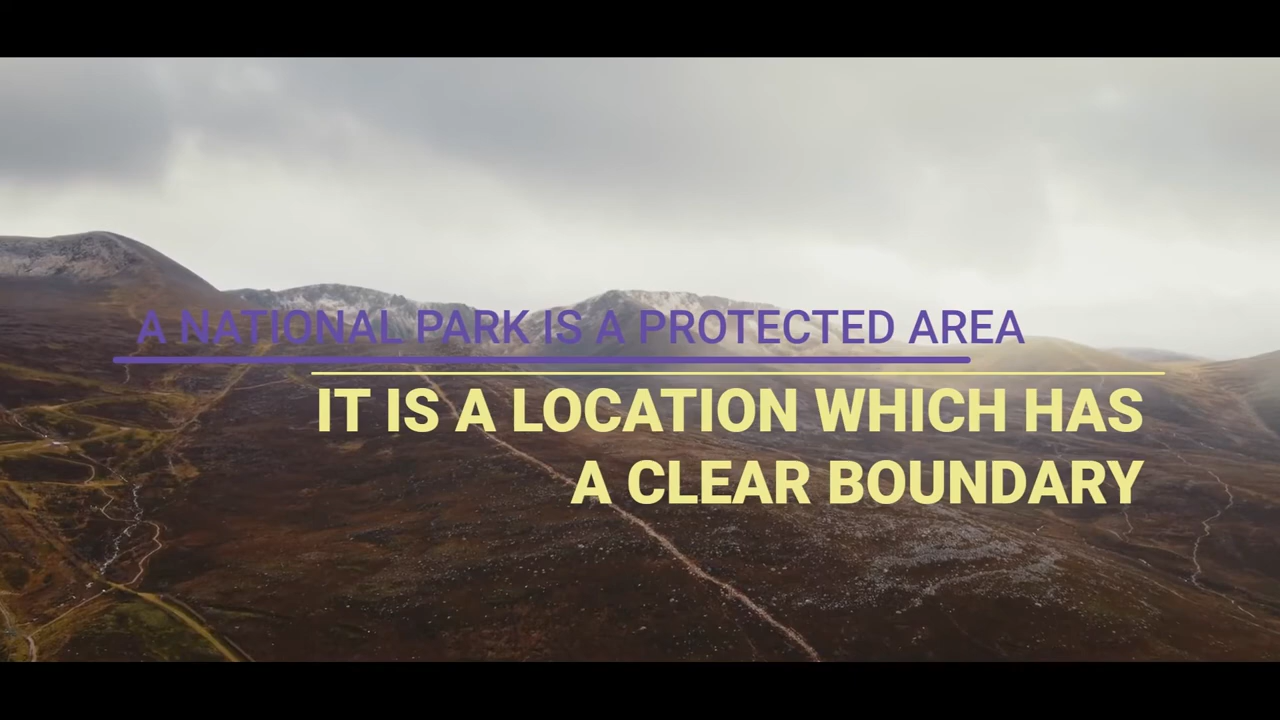 A NATIONAL PARK IS A PROTECTED AREA
IT IS A LOCATION WHICH HAS
A CLEAR BOUNDARY